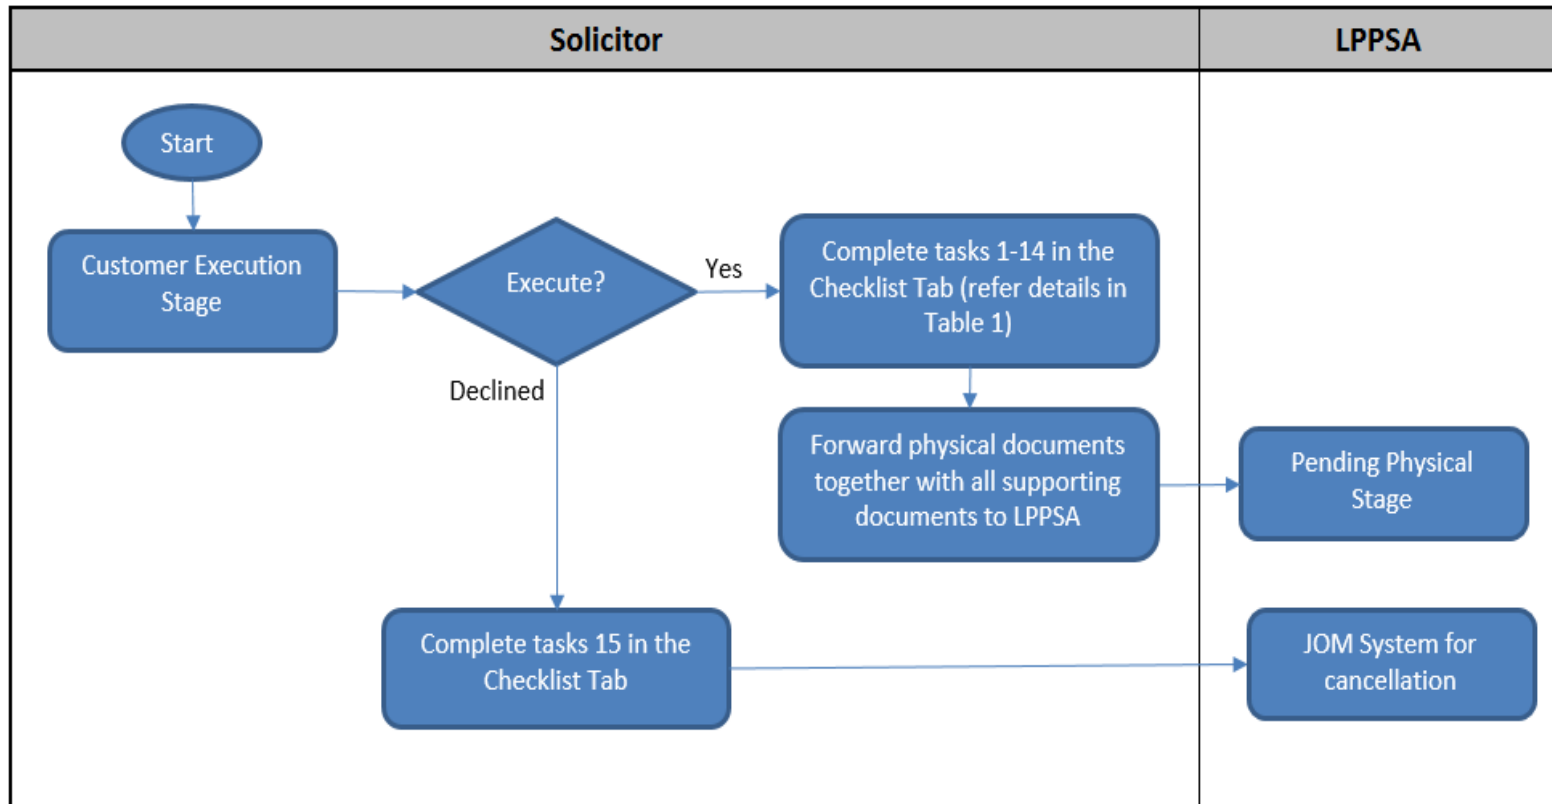 Solicitor
LPPSA
Start
Customer Execution
Stage
Execute?
Yes
Complete tasks 1-14 in the
Checklist Tab (refer details in
Table 1)
Declined
Forward physical documents
together with all supporting
documents to LPPSA
Pending Physical
Stage
Complete tasks 15 in the
Checklist Tab
JOM System for
cancellation